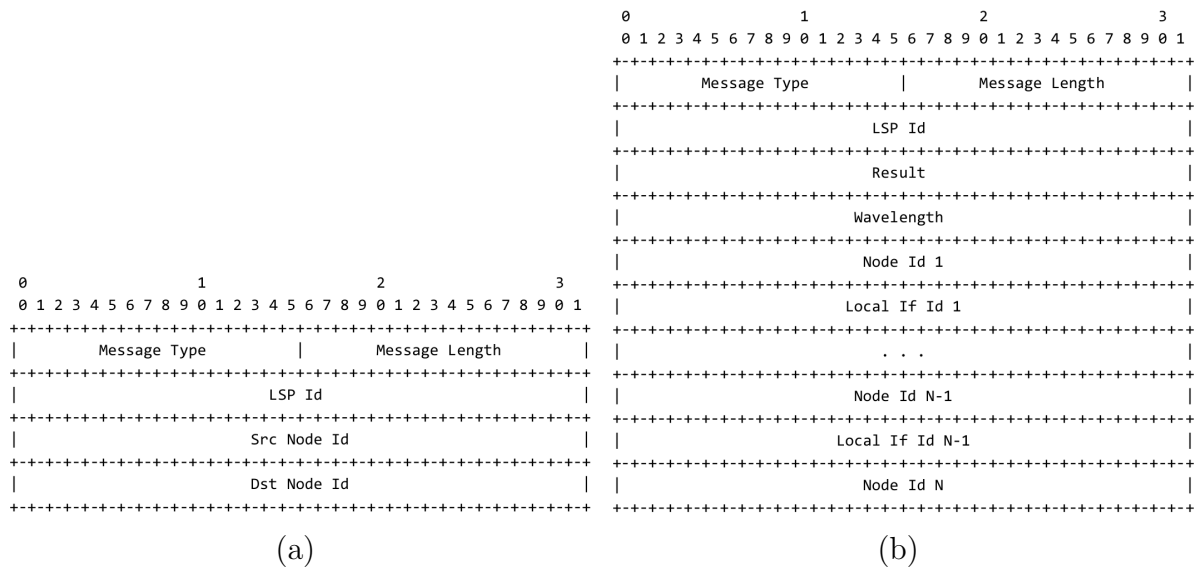 0                   1                   2                   3
0 1 2 3 4 5 6 7 8 9 0 1 2 3 4 5 6 7 8 9 0 1 2 3 4 5 6 7 8 9 0 1
+-+-+-+-+-+-+-+-+-+-+-+-+-+-+-+-+-+-+-+-+-+-+-+-+-+-+-+-+-+-+-+-+
| Message Type | Message Length |
+-+-+-+-+-+-+-+-+-+-+-+-+-+-+-+-+-+-+-+-+-+-+-+-+-+-+-+-+-+-+-+-+
| LSP Id |
+-+-+-+-+-+-+-+-+-+-+-+-+-+-+-+-+-+-+-+-+-+-+-+-+-+-+-+-+-+-+-+-+
| Src Node Id |
+-+-+-+-+-+-+-+-+-+-+-+-+-+-+-+-+-+-+-+-+-+-+-+-+-+-+-+-+-+-+-+-+
| Dst Node Id |
+-+-+-+-+-+-+-+-+-+-+-+-+-+-+-+-+-+-+-+-+-+-+-+-+-+-+-+-+-+-+-+-+
(a)
0                   1                   2                   3
0 1 2 3 4 5 6 7 8 9 0 1 2 3 4 5 6 7 8 9 0 1 2 3 4 5 6 7 8 9 0 1
+-+-+-+-+-+-+-+-+-+-+-+-+-+-+-+-+-+-+-+-+-+-+-+-+-+-+-+-+-+-+-+-+
| Message Type | Message Length |
+-+-+-+-+-+-+-+-+-+-+-+-+-+-+-+-+-+-+-+-+-+-+-+-+-+-+-+-+-+-+-+-+
| LSP Id |
+-+-+-+-+-+-+-+-+-+-+-+-+-+-+-+-+-+-+-+-+-+-+-+-+-+-+-+-+-+-+-+-+
| Result |
+-+-+-+-+-+-+-+-+-+-+-+-+-+-+-+-+-+-+-+-+-+-+-+-+-+-+-+-+-+-+-+-+
| Wavelength |
+-+-+-+-+-+-+-+-+-+-+-+-+-+-+-+-+-+-+-+-+-+-+-+-+-+-+-+-+-+-+-+-+
| Node Id 1 |
+-+-+-+-+-+-+-+-+-+-+-+-+-+-+-+-+-+-+-+-+-+-+-+-+-+-+-+-+-+-+-+-+
| Local If Id 1 |
+-+-+-+-+-+-+-+-+-+-+-+-+-+-+-+-+-+-+-+-+-+-+-+-+-+-+-+-+-+-+-+-+
| . . . |
+-+-+-+-+-+-+-+-+-+-+-+-+-+-+-+-+-+-+-+-+-+-+-+-+-+-+-+-+-+-+-+-+
| Node Id N-1 |
+-+-+-+-+-+-+-+-+-+-+-+-+-+-+-+-+-+-+-+-+-+-+-+-+-+-+-+-+-+-+-+-+
| Local If Id N-1 |
+-+-+-+-+-+-+-+-+-+-+-+-+-+-+-+-+-+-+-+-+-+-+-+-+-+-+-+-+-+-+-+-+
| Node Id N |
+-+-+-+-+-+-+-+-+-+-+-+-+-+-+-+-+-+-+-+-+-+-+-+-+-+-+-+-+-+-+-+-+
(b)